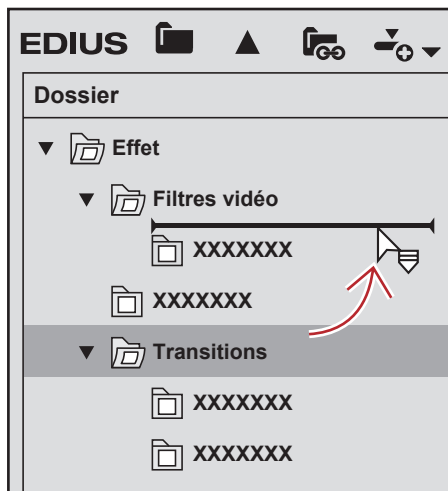 EDIUS
Dossier
Effet
Filtres vidéo
XXXXXXX
XXXXXXX
Transitions
XXXXXXX
XXXXXXX